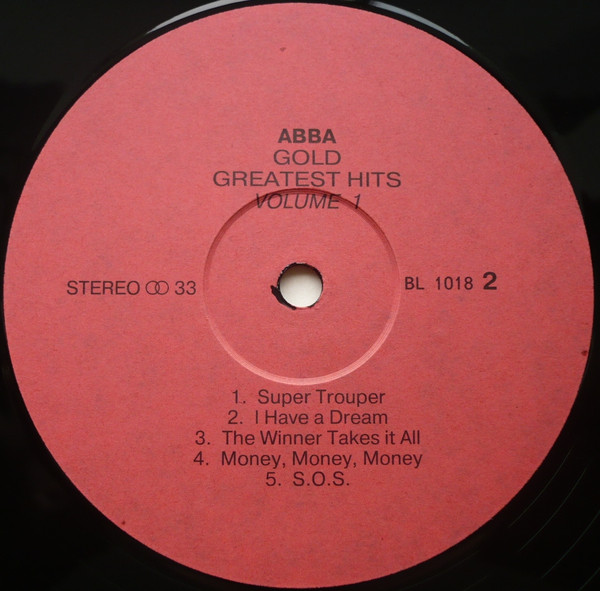 ABBA
GOLD
GREATEST HITS
VOLUME 1
STEREO ꝏ 33
BL 1018 2
1. Super Trouper
2. I Have a Dream
3. The Winner Takes it All
4. Money, Money, Money
5. S.O.S.